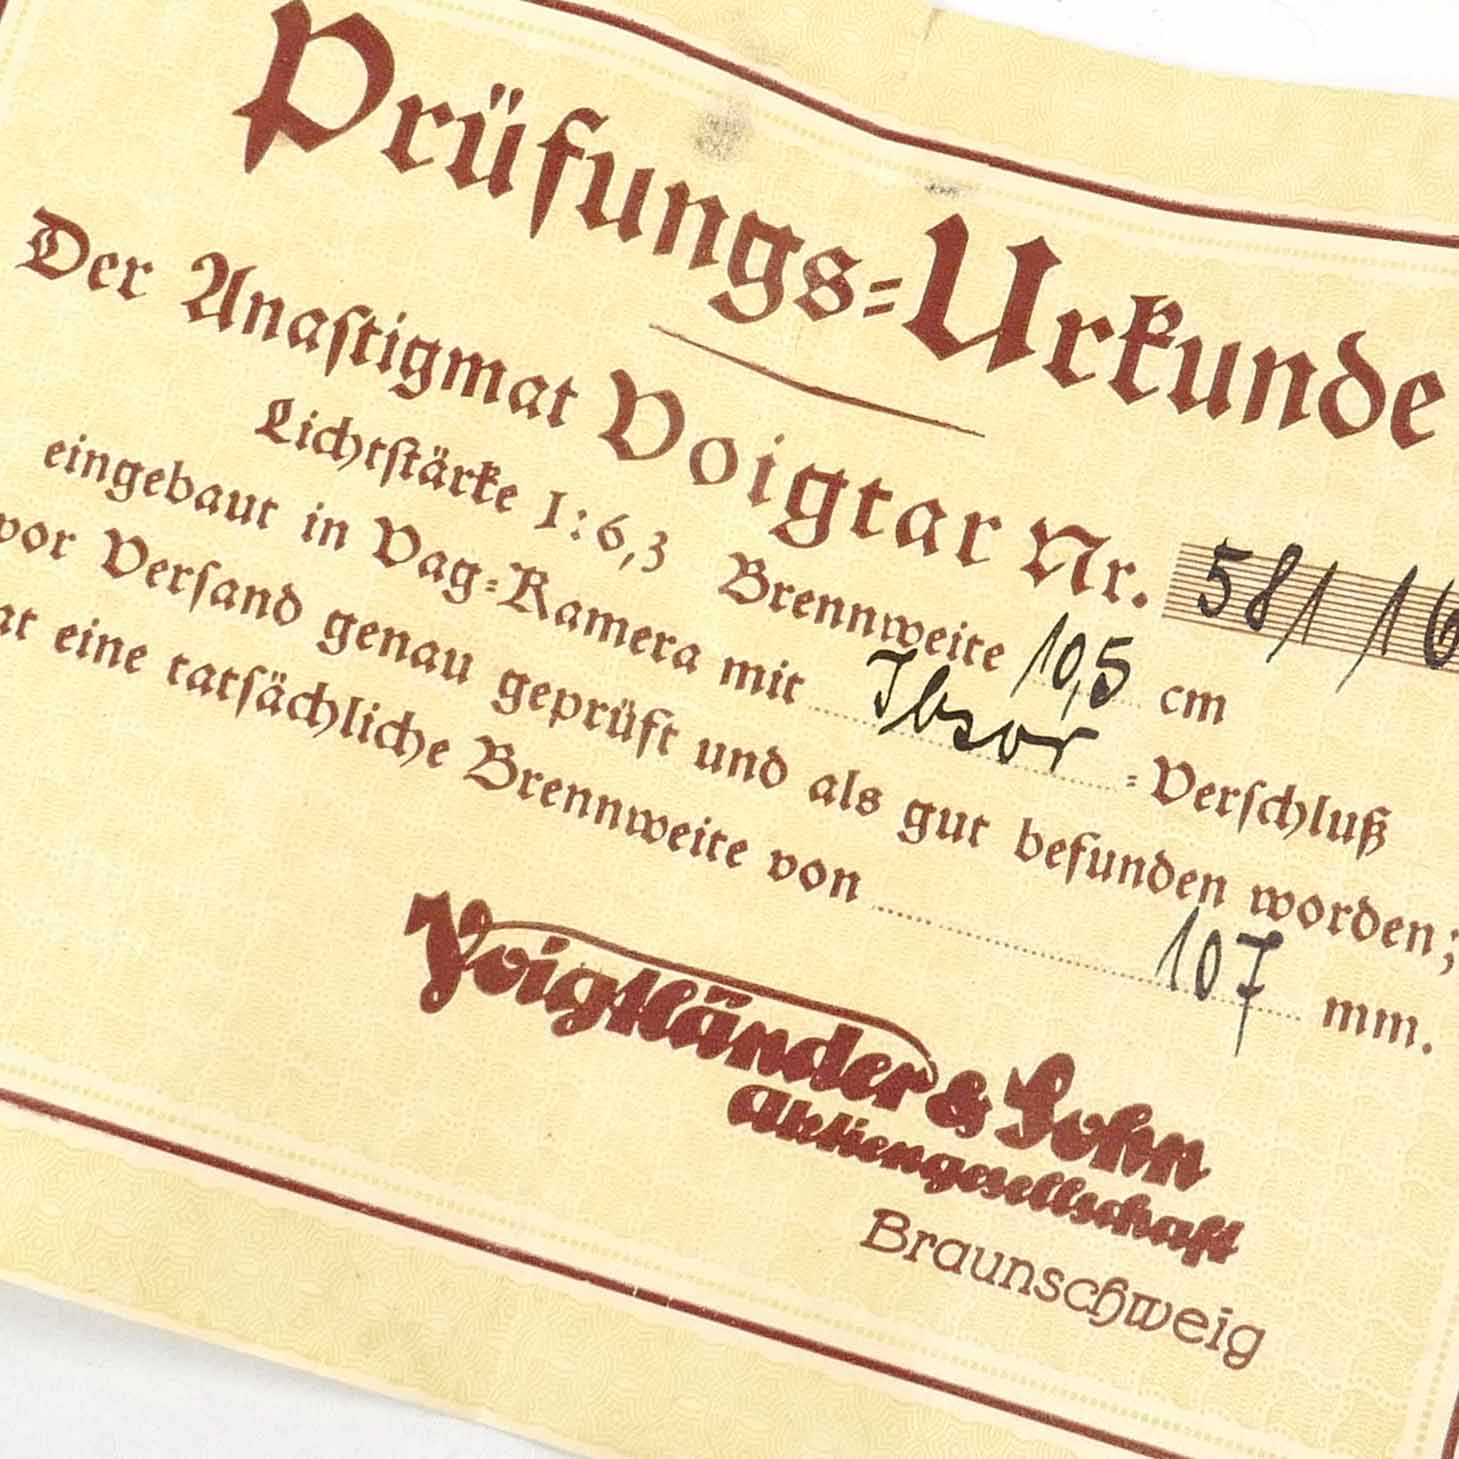 Prüfungs=Urkunde
Der Anastigmat Voigtar Nr. 581 16
Lichtstärke 1:6,3 Brennweite 10,5 cm
eingebaut in Vag=Kamera mit Ibsor =Verschluß
vor Versand genau geprüft und als gut befunden worden;
at eine tatsächliche Brennweite von 107 mm.
Voigtländer & Sohn
Aktiengesellschaft
Braunschweig